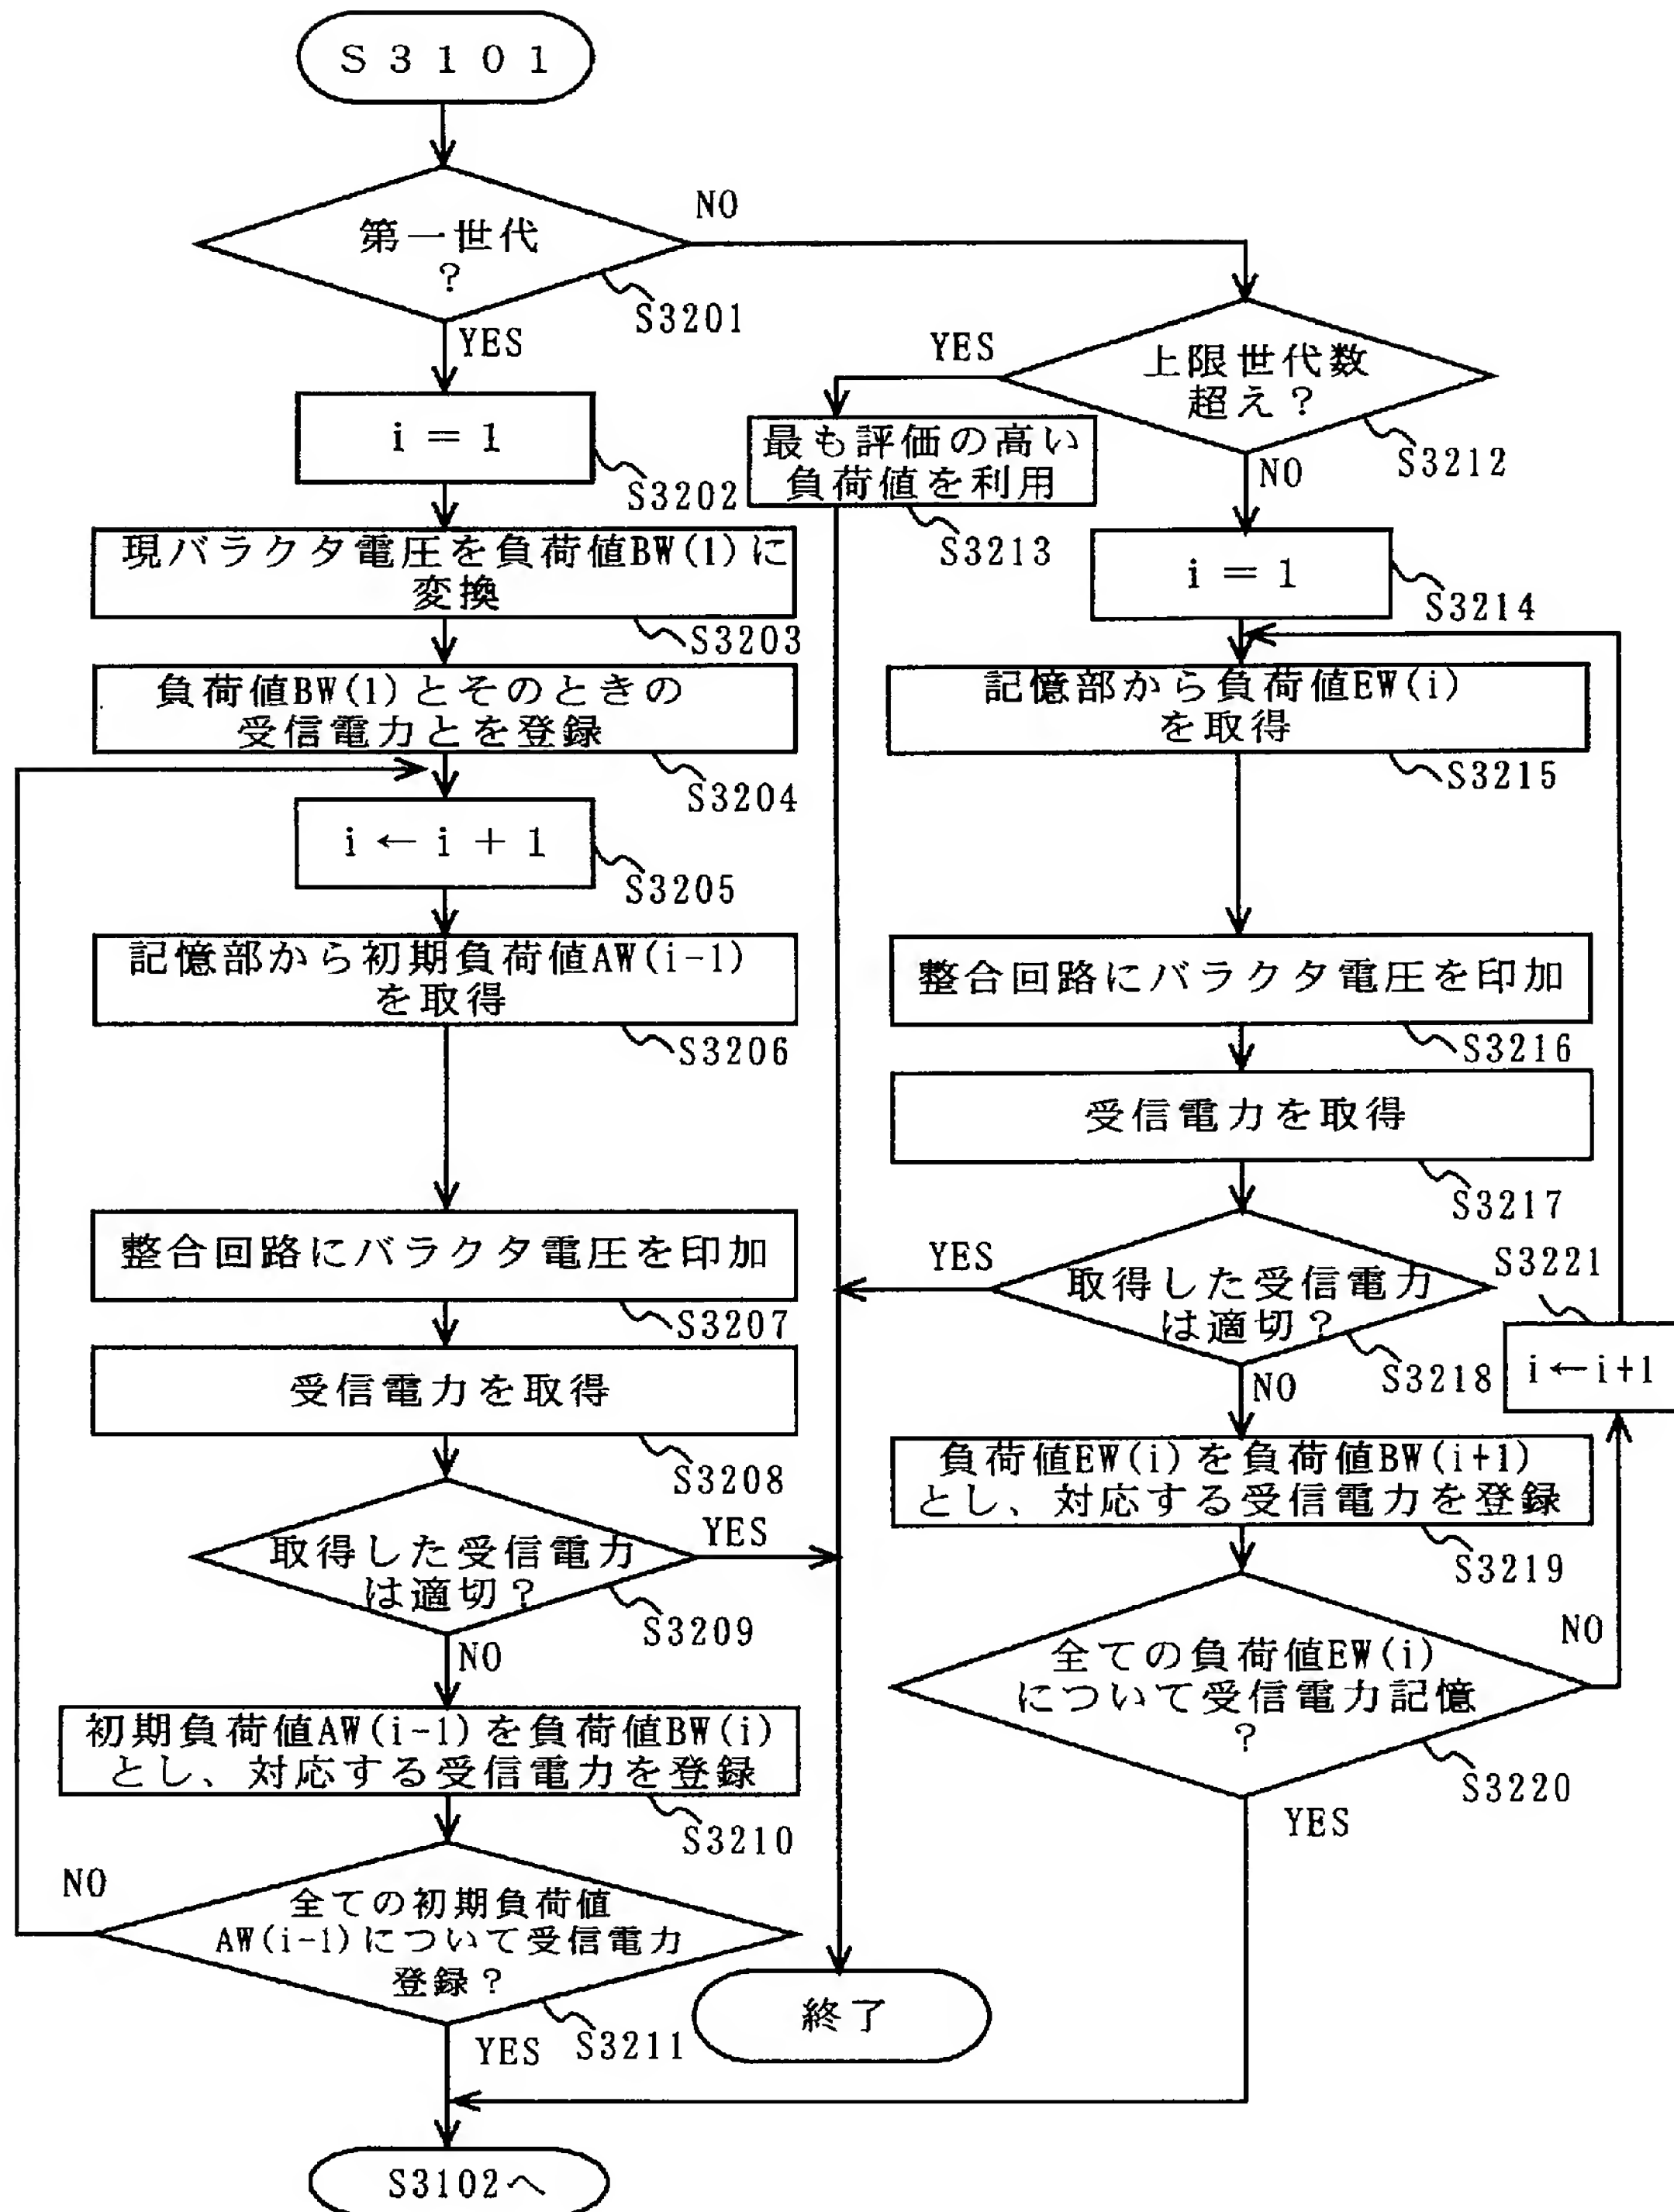 S3101
第一世代
?
NO
S3201
YES
i = 1
S3202
現バラクタ電圧を負荷値BW(1)に
変換
S3203
負荷値BW(1)とそのときの
受信電力とを登録
S3204
i ← i + 1
S3205
記憶部から初期負荷値AW(i-1)
を取得
S3206
整合回路にバラクタ電圧を印加
S3207
受信電力を取得
S3208
取得した受信電力
は適切?
YES
S3209
NO
初期負荷値AW(i-1)を負荷値BW(i)
とし、対応する受信電力を登録
S3210
NO
全ての初期負荷値
AW(i-1)について受信電力
登録?
S3211
YES
S3102へ
上限世代数
超え?
YES
S3212
NO
最も評価の高い
負荷値を利用
S3213
i = 1
S3214
記憶部から負荷値EW(i)
を取得
S3215
整合回路にバラクタ電圧を印加
S3216
受信電力を取得
S3217
YES
取得した受信電力
は適切?
S3218
NO
S3221
i←i+1
負荷値EW(i)を負荷値BW(i+1)
とし、対応する受信電力を登録
S3219
NO
全ての負荷値EW(i)
について受信電力記憶
?
S3220
YES
終了